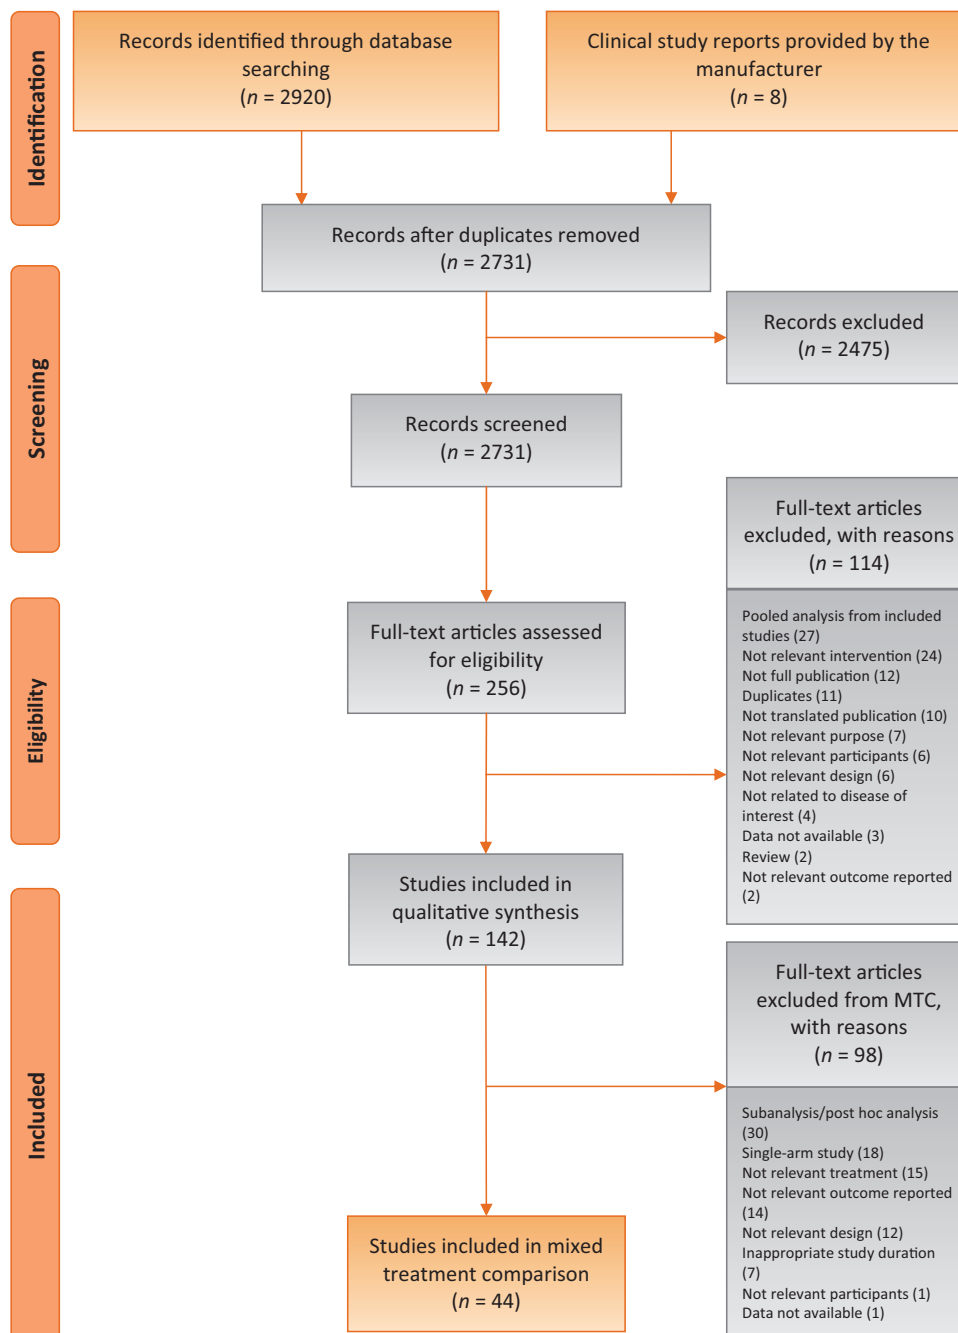 Identification
Records identified through database
searching
(n = 2920)
Clinical study reports provided by the
manufacturer
(n = 8)
Records after duplicates removed
(n = 2731)
Screening
Records excluded
(n = 2475)
Records screened
(n = 2731)
Full-text articles
excluded, with reasons
(n = 114)
Pooled analysis from included
studies (27)
Not relevant intervention (24)
Not full publication (12)
Duplicates (11)
Not translated publication (10)
Not relevant purpose (7)
Not relevant participants (6)
Not relevant design (6)
Not related to disease of
interest (4)
Data not available (3)
Review (2)
Not relevant outcome reported
(2)
Eligibility
Full-text articles assessed
for eligibility
(n = 256)
Studies included in
qualitative synthesis
(n = 142)
Included
Full-text articles
excluded from MTC,
with reasons
(n = 98)
Subanalysis/post hoc analysis
(30)
Single-arm study (18)
Not relevant treatment (15)
Not relevant outcome reported
(14)
Not relevant design (12)
Inappropriate study duration
(7)
Not relevant participants (1)
Data not available (1)
Studies included in mixed
treatment comparison
(n = 44)